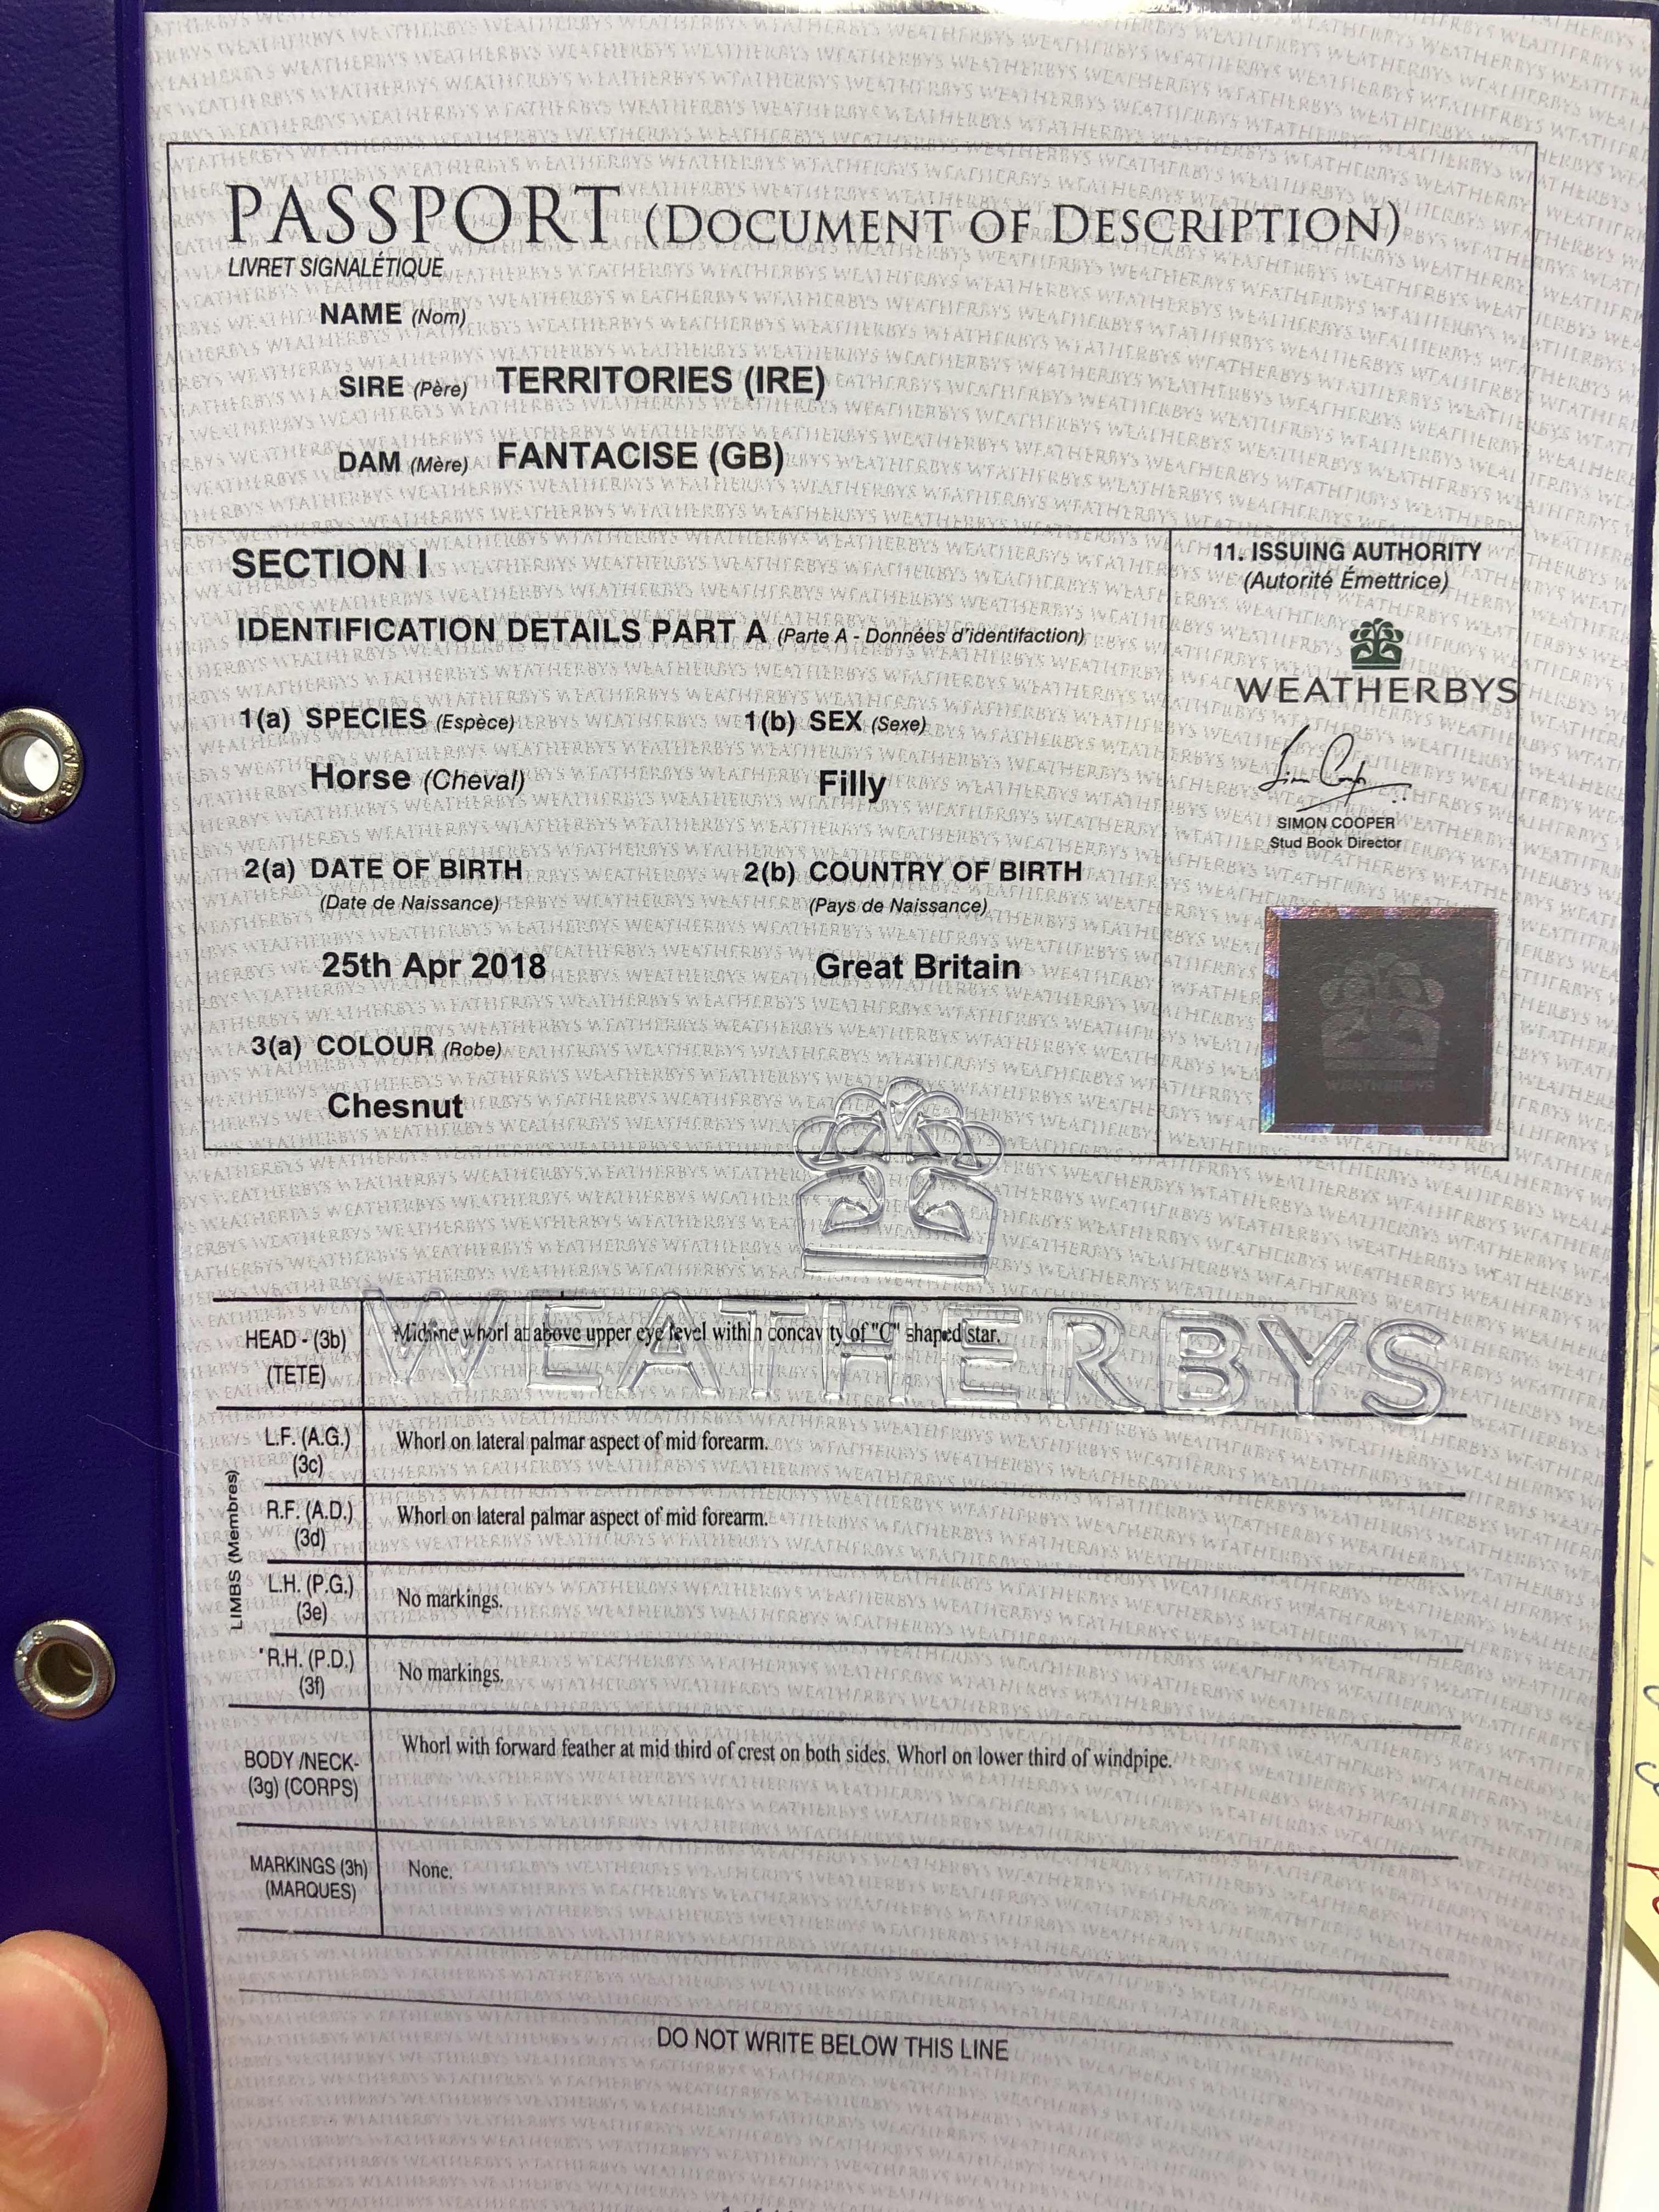 PASSPORT (DOCUMENT OF DESCRIPTION)
LIVRET SIGNALÉTIQUE
NAME (Nom)
SIRE (Père) TERRITORIES (IRE)
DAM (Mère) FANTACISE (GB)
SECTION I
IDENTIFICATION DETAILS PART A (Parte A - Données d'identifaction)
1(a) SPECIES (Espèce) 1(b) SEX (Sexe)
Horse (Cheval) Filly
2(a) DATE OF BIRTH 2(b) COUNTRY OF BIRTH
(Date de Naissance) (Pays de Naissance)
25th Apr 2018 Great Britain
3(a) COLOUR (Robe)
Chesnut
11. ISSUING AUTHORITY
(Autorité Émettrice)
WEATHERBYS
SIMON COOPER
Stud Book Director
WEATHERBYS
WEATHERBYS
HEAD - (3b) Midline whorl at above upper eye level within concavity of "C" shaped star.
(TETE)
LIMBS (Membres)
L.F. (A.G.) Whorl on lateral palmar aspect of mid forearm.
(3c)
R.F. (A.D.) Whorl on lateral palmar aspect of mid forearm.
(3d)
L.H. (P.G.) No markings.
(3e)
R.H. (P.D.) No markings.
(3f)
BODY /NECK- Whorl with forward feather at mid third of crest on both sides. Whorl on lower third of windpipe.
(3g) (CORPS)
MARKINGS (3h) None.
(MARQUES)
DO NOT WRITE BELOW THIS LINE